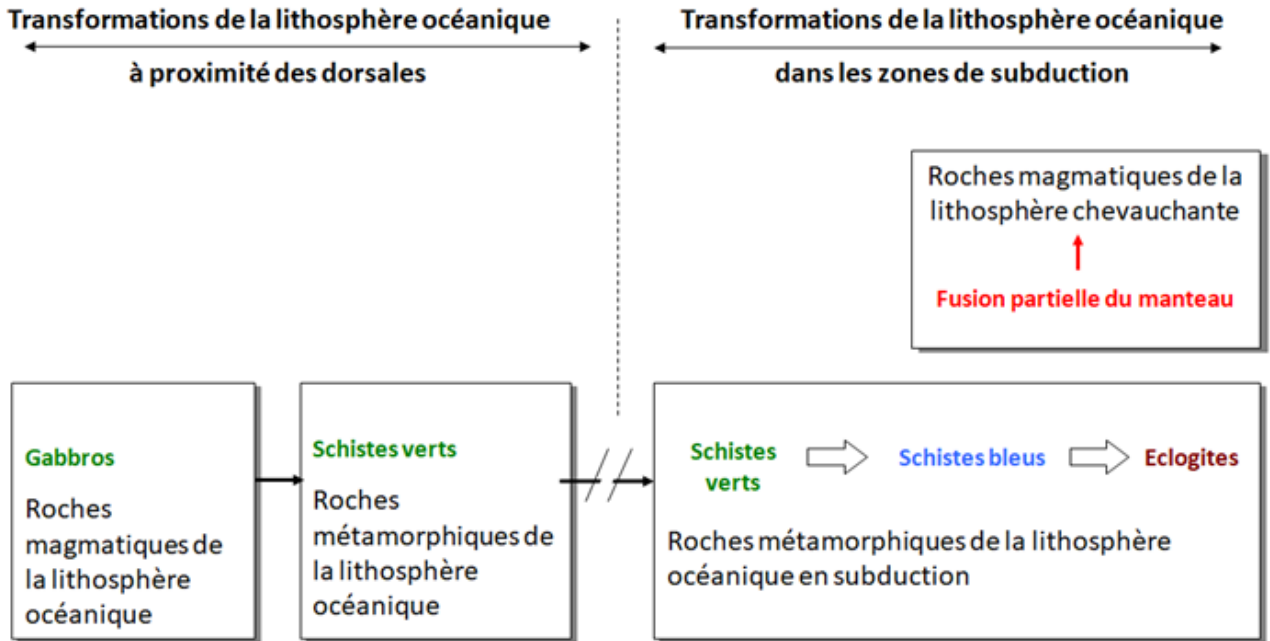 Transformations de la lithosphère océanique
à proximité des dorsales
Transformations de la lithosphère océanique
dans les zones de subduction
Roches magmatiques de la
lithosphère chevauchante
Fusion partielle du manteau
Gabbros
Roches
magmatiques de
la lithosphère
océanique
Schistes verts
Roches
métamorphiques de
la lithosphère
océanique
Schistes
verts
Schistes bleus
Eclogites
Roches métamorphiques de la lithosphère
océanique en subduction